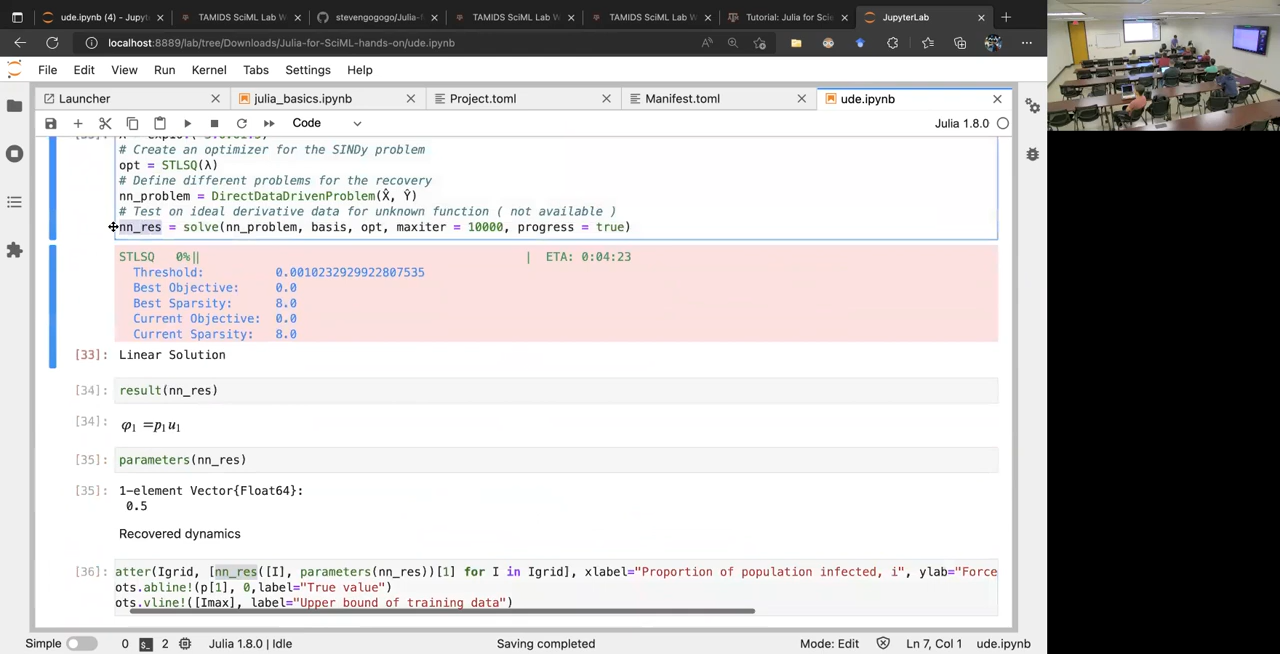 ude.ipynb (4) - Jupyt
TAMIDS SciML Lab W
stevengogogo/Julia-
TAMIDS SciML Lab W
TAMIDS SciML Lab W
Tutorial: Julia for Scie
JupyterLab
localhost:8889/lab/tree/Downloads/Julia-for-SciML-hands-on/ude.ipynb
File Edit View Run Kernel Tabs Settings Help
Launcher
julia_basics.ipynb
Project.toml
Manifest.toml
ude.ipynb
Code
Julia 1.8.0
# Create an optimizer for the SINDy problem
opt = STLSQ(λ)
# Define different problems for the recovery
nn_problem = DirectDataDrivenProblem(X̂, Ŷ)
# Test on ideal derivative data for unknown function ( not available )
nn_res = solve(nn_problem, basis, opt, maxiter = 10000, progress = true)
STLSQ 0%|| | ETA: 0:04:23
Threshold: 0.0010232929922807535
Best Objective: 0.0
Best Sparsity: 8.0
Current Objective: 0.0
Current Sparsity: 8.0
[33]: Linear Solution
[34]: result(nn_res)
[34]: φ₁ =p₁u₁
[35]: parameters(nn_res)
[35]: 1-element Vector{Float64}:
0.5
Recovered dynamics
[36]: atter(Igrid, [nn_res([I], parameters(nn_res))[1] for I in Igrid], xlabel="Proportion of population infected, i", ylab="Force
ots.abline!(p[1], 0,label="True value")
ots.vline!([Imax], label="Upper bound of training data")
Simple 0 2 Julia 1.8.0 | Idle Saving completed Mode: Edit Ln 7, Col 1 ude.ipynb